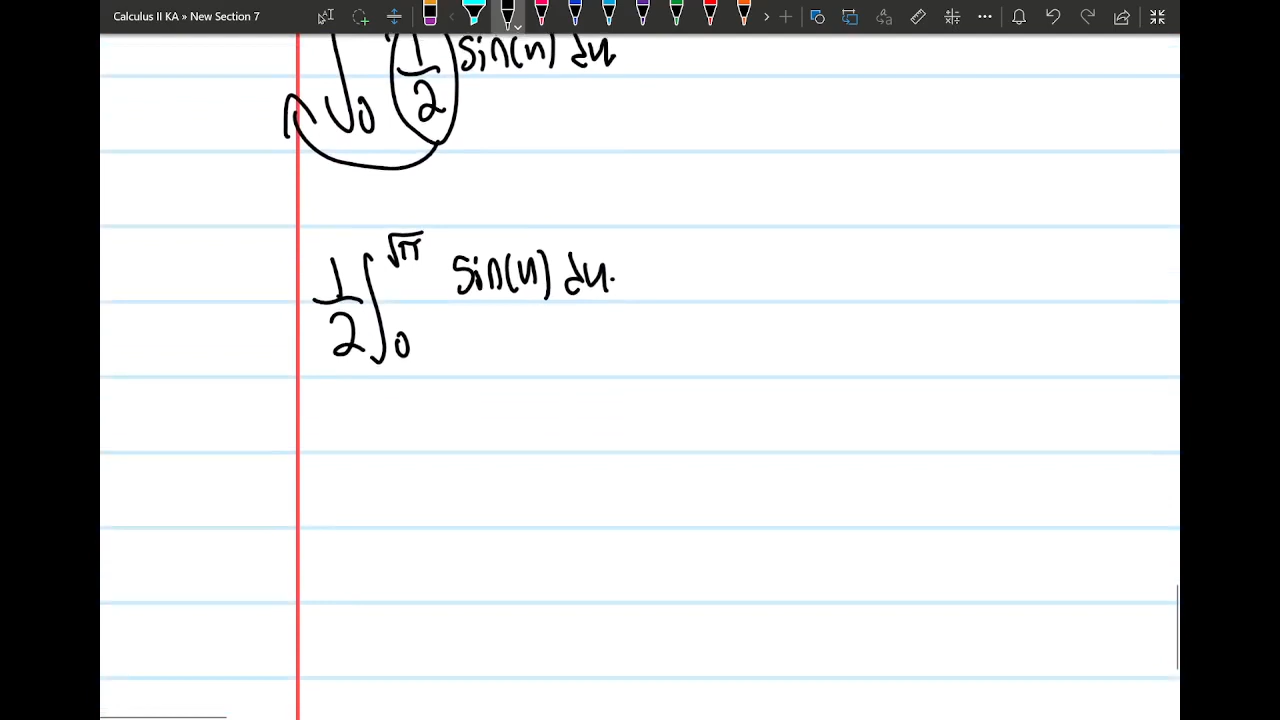 Calculus II KA » New Section 7
∫₀ 1/2 sin(u) du
1/2 ∫₀^√π sin(u) du.